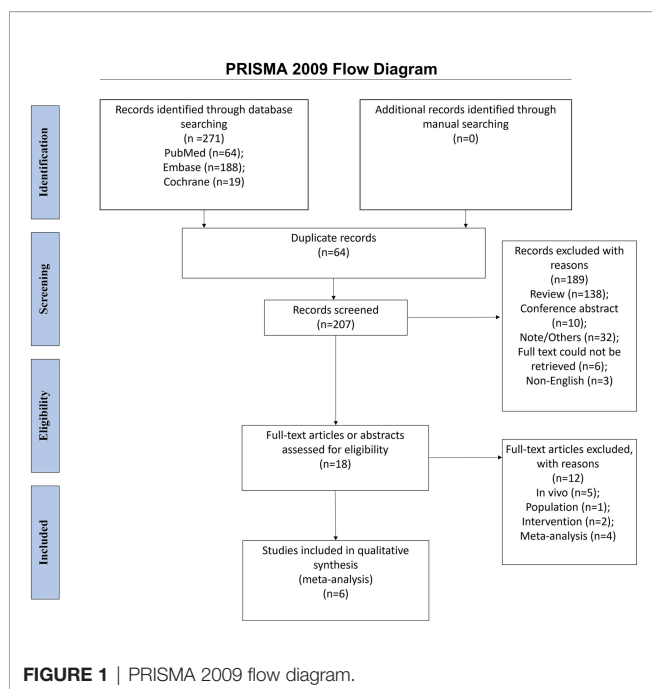 PRISMA 2009 Flow Diagram
Identification
Records identified through database
searching
(n =271)
PubMed (n=64);
Embase (n=188);
Cochrane (n=19)
Additional records identified through
manual searching
(n=0)
Screening
Duplicate records
(n=64)
Records screened
(n=207)
Records excluded with
reasons
(n=189)
Review (n=138);
Conference abstract
(n=10);
Note/Others (n=32);
Full text could not be
retrieved (n=6);
Non-English (n=3)
Eligibility
Full-text articles or abstracts
assessed for eligibility
(n=18)
Full-text articles excluded,
with reasons
(n=12)
In vivo (n=5);
Population (n=1);
Intervention (n=2);
Meta-analysis (n=4)
Included
Studies included in qualitative
synthesis
(meta-analysis)
(n=6)
FIGURE 1 | PRISMA 2009 flow diagram.